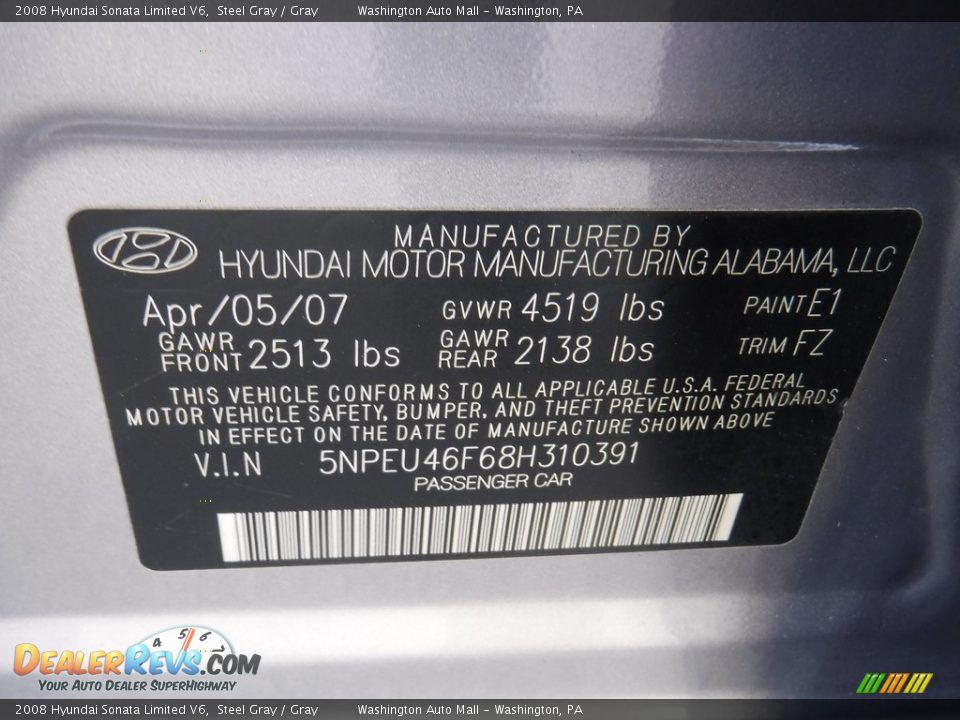 2008 Hyundai Sonata Limited V6, Steel Gray / Gray Washington Auto Mall - Washington, PA
MANUFACTURED BY
HYUNDAI MOTOR MANUFACTURING ALABAMA, LLC
Apr/05/07 GVWR 4519 lbs PAINT E1
GAWR FRONT 2513 lbs GAWR REAR 2138 lbs TRIM FZ
THIS VEHICLE CONFORMS TO ALL APPLICABLE U.S.A. FEDERAL
MOTOR VEHICLE SAFETY, BUMPER, AND THEFT PREVENTION STANDARDS
IN EFFECT ON THE DATE OF MANUFACTURE SHOWN ABOVE
V.I.N 5NPEU46F68H310391
PASSENGER CAR
4 5 6 7
DEALERREVS.COM
YOUR AUTO DEALER SUPERHIGHWAY
2008 Hyundai Sonata Limited V6, Steel Gray / Gray Washington Auto Mall - Washington, PA